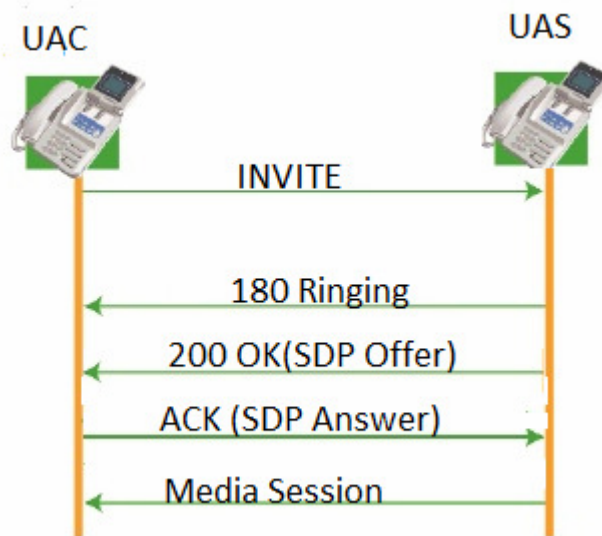 UAC
UAS
INVITE
180 Ringing
200 OK(SDP Offer)
ACK (SDP Answer)
Media Session